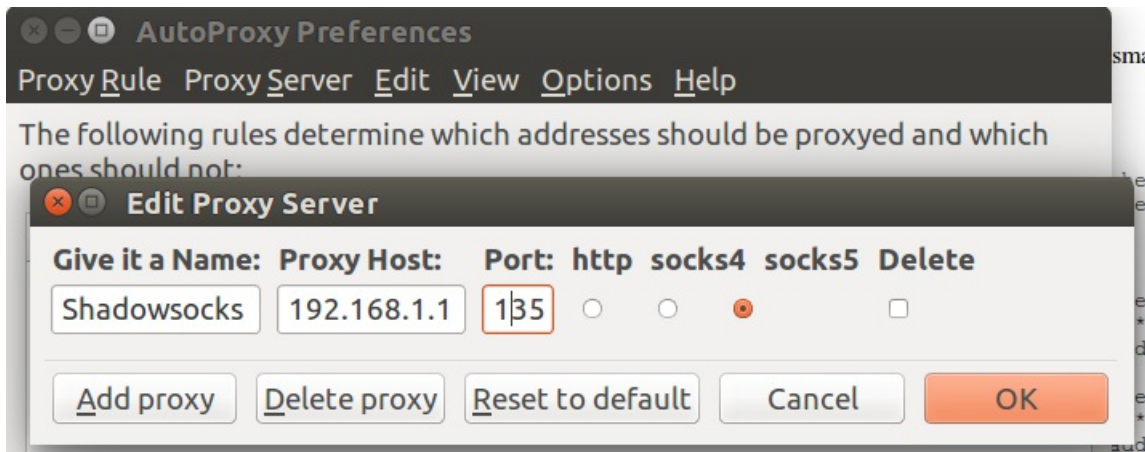 AutoProxy Preferences
Proxy Rule Proxy Server Edit View Options Help
The following rules determine which addresses should be proxyed and which
ones should not:
Edit Proxy Server
Give it a Name: Proxy Host: Port: http socks4 socks5 Delete
Shadowsocks 192.168.1.1 135
Add proxy Delete proxy Reset to default Cancel OK